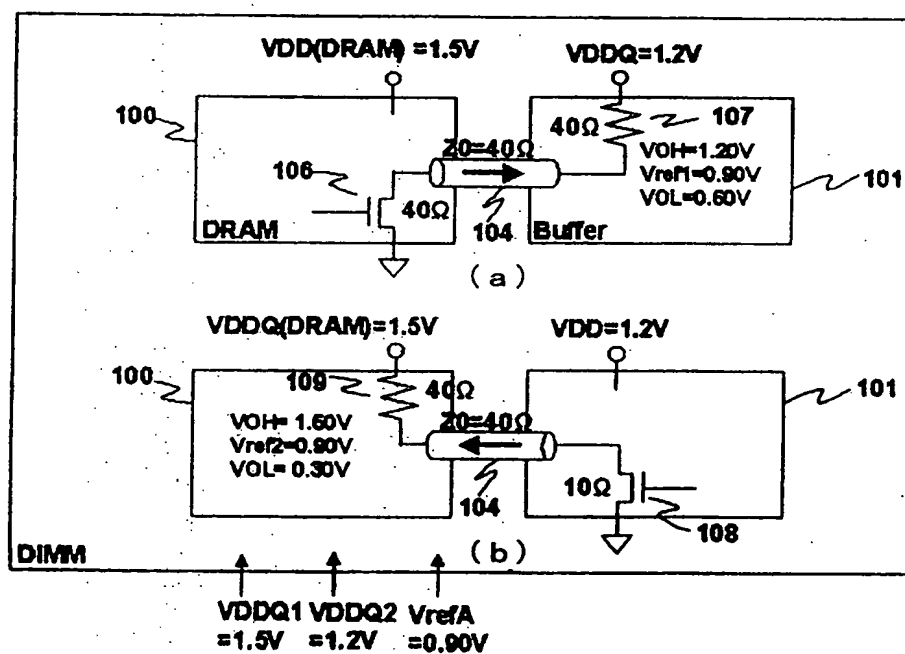 VDD(DRAM) =1.5V
VDDQ=1.2V
100
106
Z0=40Ω
40Ω
107
VOH=1.20V
Vref1=0.90V
VOL=0.60V
101
40Ω
DRAM
104
Buffer
(a)
VDDQ(DRAM)=1.5V
VDD=1.2V
100
109
40Ω
Z0=40Ω
101
VOH= 1.50V
Vref2=0.90V
VOL= 0.30V
104
10Ω
108
(b)
DIMM
VDDQ1 VDDQ2 VrefA
=1.5V =1.2V =0.90V